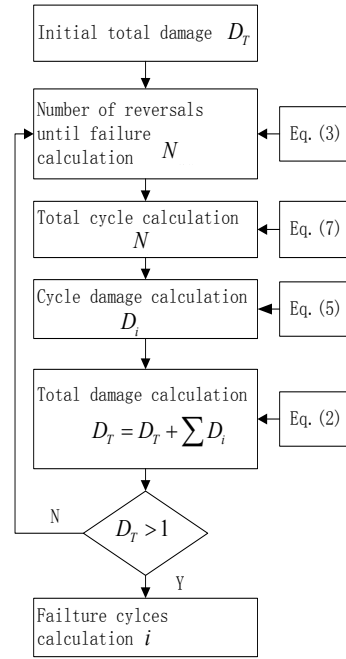 Initial total damage D_T
Number of reversals
until failure
calculation N
Eq. (3)
Total cycle calculation
N
Eq. (7)
Cycle damage calculation
D_i
Eq. (5)
Total damage calculation
D_T = D_T + ∑ D_i
Eq. (2)
N
D_T > 1
Y
Failture cylces
calculation i